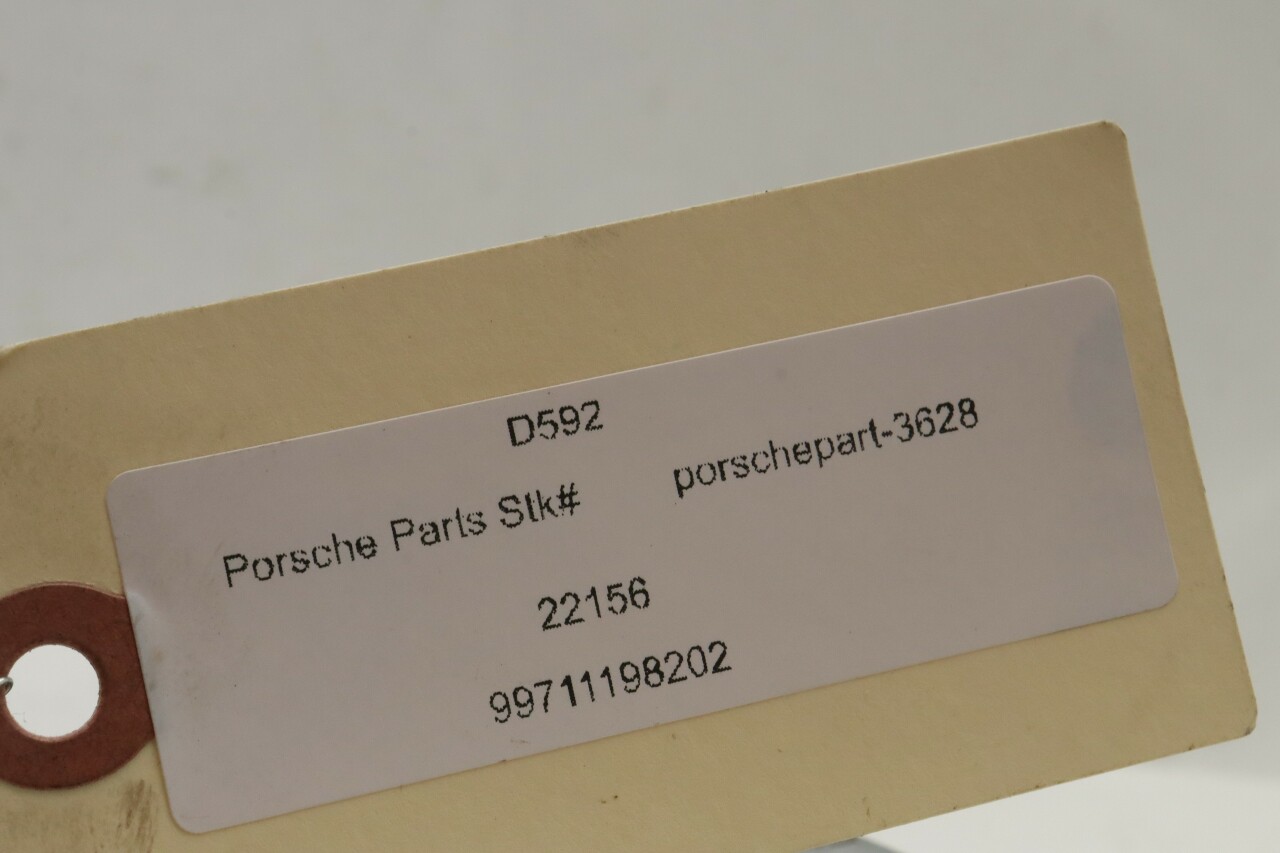 D592
Porsche Parts Stk# porschepart-3628
22156
99711198202